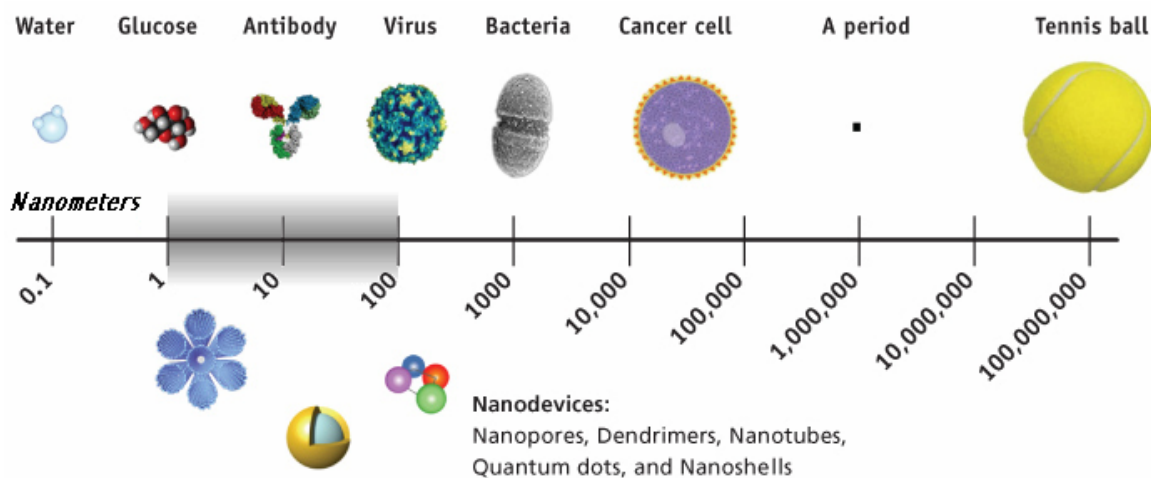 Water Glucose Antibody Virus Bacteria Cancer cell A period Tennis ball
Nanometers
0.1 1 10 100 1000 10,000 100,000 1,000,000 10,000,000 100,000,000
Nanodevices:
Nanopores, Dendrimers, Nanotubes,
Quantum dots, and Nanoshells